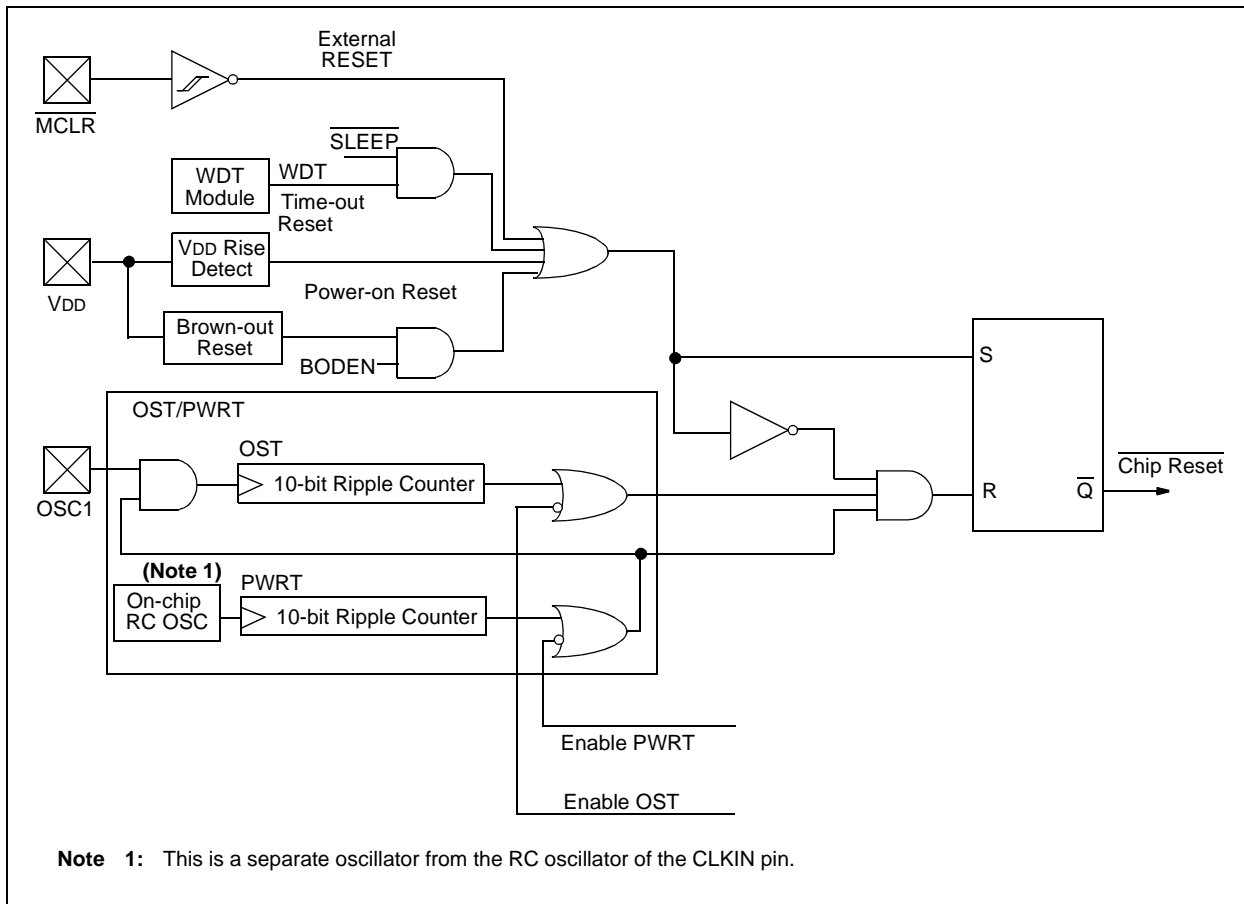 External
RESET
MCLR
SLEEP
WDT
Module
WDT
Time-out
Reset
VDD Rise
Detect
VDD
Power-on Reset
Brown-out
Reset
BODEN
S
OST/PWRT
OST
10-bit Ripple Counter
OSC1
Chip Reset
R
Q
(Note 1)
PWRT
On-chip
RC OSC
10-bit Ripple Counter
Enable PWRT
Enable OST
Note 1: This is a separate oscillator from the RC oscillator of the CLKIN pin.